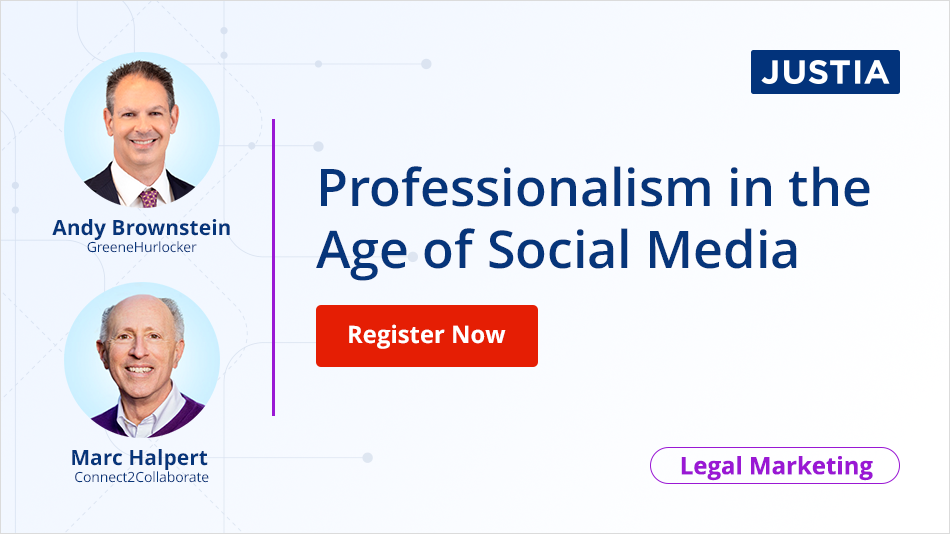 JUSTIA
Andy Brownstein
GreeneHurlocker
Marc Halpert
Connect2Collaborate
Professionalism in the
Age of Social Media
Register Now
Legal Marketing